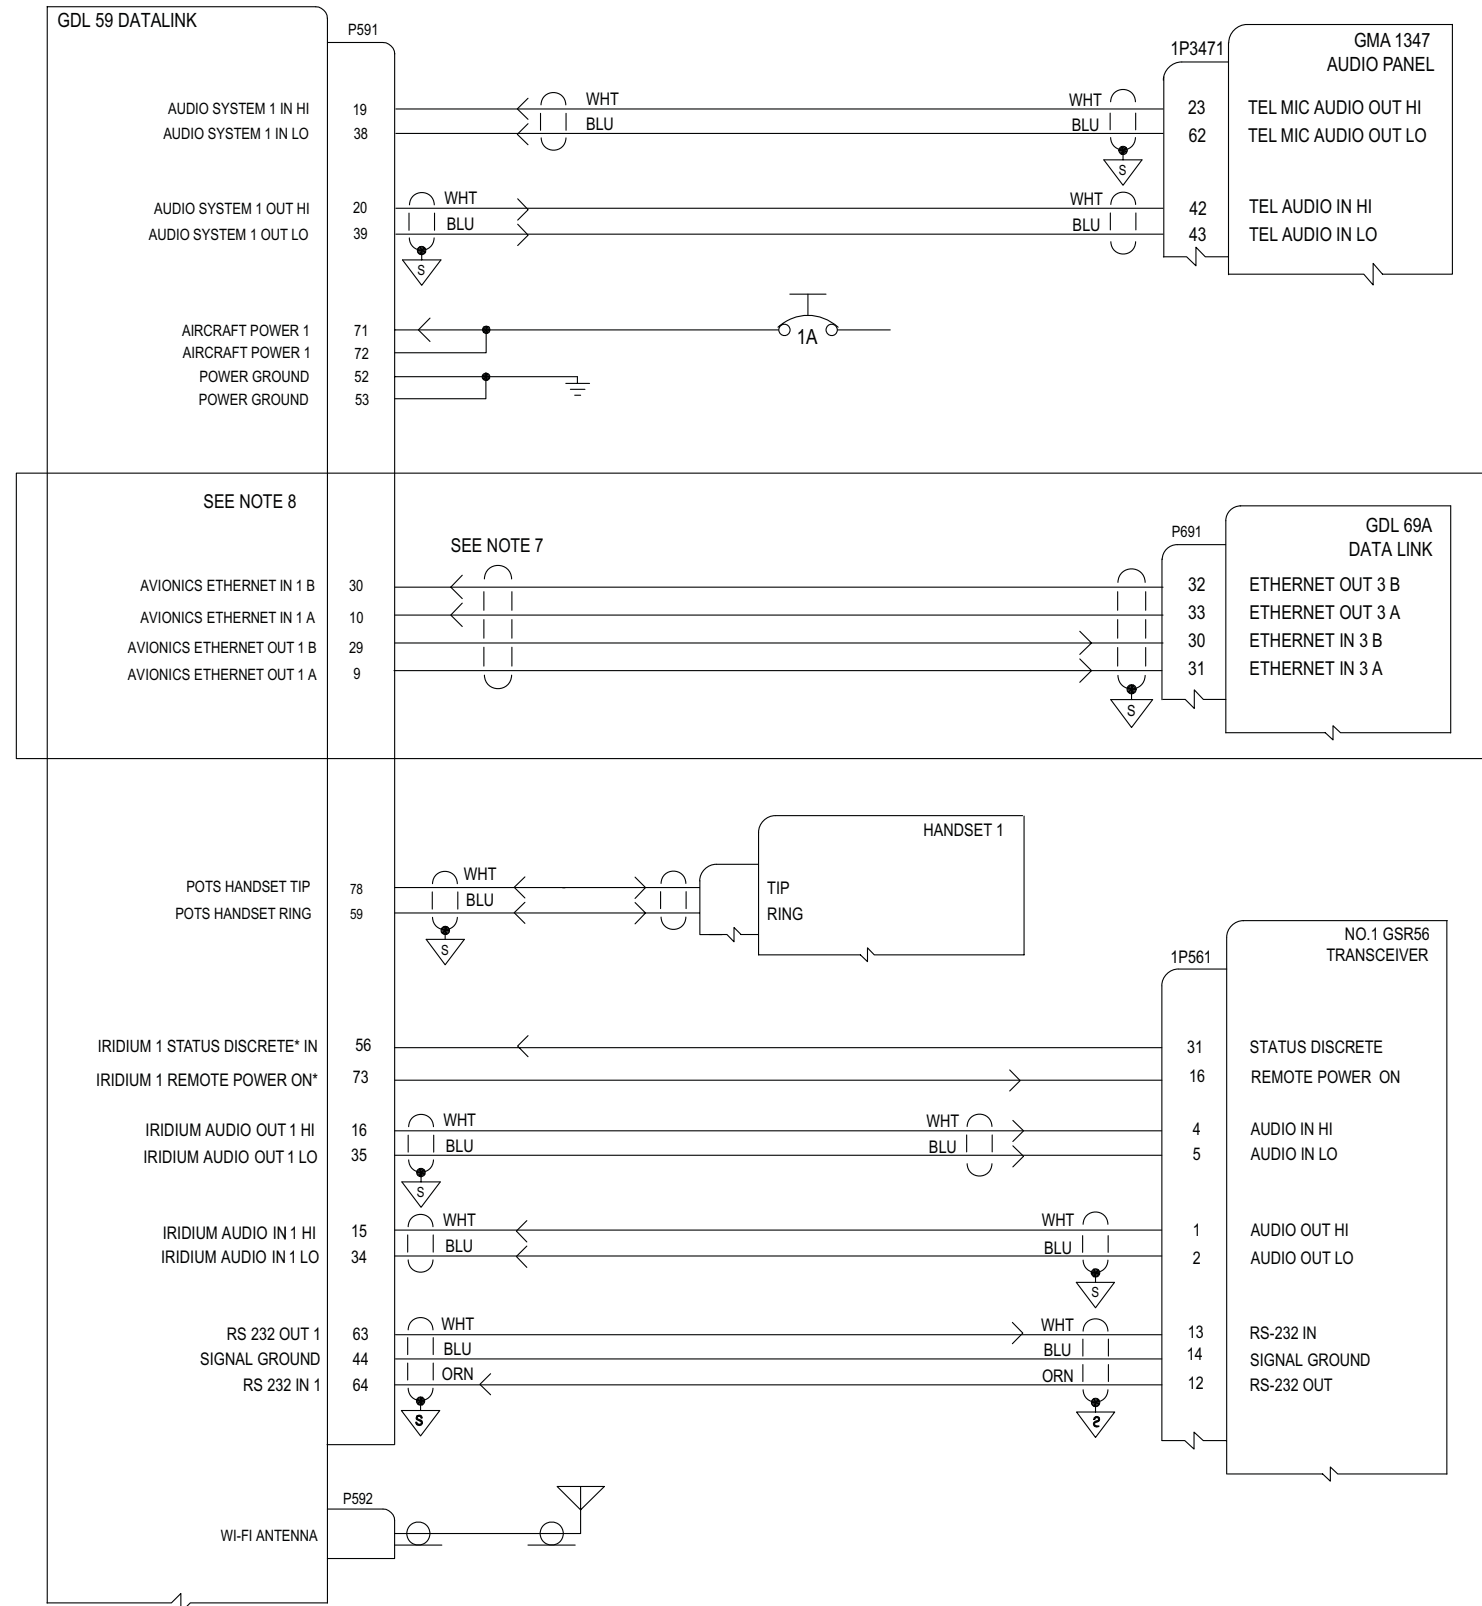 GDL 59 DATALINK
P591
1P3471
GMA 1347
AUDIO PANEL
AUDIO SYSTEM 1 IN HI 19 WHT WHT 23 TEL MIC AUDIO OUT HI
AUDIO SYSTEM 1 IN LO 38 BLU BLU 62 TEL MIC AUDIO OUT LO
S
AUDIO SYSTEM 1 OUT HI 20 WHT WHT 42 TEL AUDIO IN HI
AUDIO SYSTEM 1 OUT LO 39 BLU BLU 43 TEL AUDIO IN LO
S
AIRCRAFT POWER 1 71 1A
AIRCRAFT POWER 1 72
POWER GROUND 52
POWER GROUND 53
SEE NOTE 8
SEE NOTE 7
P691
GDL 69A
DATA LINK
AVIONICS ETHERNET IN 1 B 30 32 ETHERNET OUT 3 B
AVIONICS ETHERNET IN 1 A 10 33 ETHERNET OUT 3 A
AVIONICS ETHERNET OUT 1 B 29 30 ETHERNET IN 3 B
AVIONICS ETHERNET OUT 1 A 9 31 ETHERNET IN 3 A
S
HANDSET 1
POTS HANDSET TIP 78 WHT TIP
POTS HANDSET RING 59 BLU RING
S
1P561
NO.1 GSR56
TRANSCEIVER
IRIDIUM 1 STATUS DISCRETE* IN 56 31 STATUS DISCRETE
IRIDIUM 1 REMOTE POWER ON* 73 16 REMOTE POWER ON
IRIDIUM AUDIO OUT 1 HI 16 WHT WHT 4 AUDIO IN HI
IRIDIUM AUDIO OUT 1 LO 35 BLU BLU 5 AUDIO IN LO
S
IRIDIUM AUDIO IN 1 HI 15 WHT WHT 1 AUDIO OUT HI
IRIDIUM AUDIO IN 1 LO 34 BLU BLU 2 AUDIO OUT LO
S
RS 232 OUT 1 63 WHT WHT 13 RS-232 IN
SIGNAL GROUND 44 BLU BLU 14 SIGNAL GROUND
RS 232 IN 1 64 ORN ORN 12 RS-232 OUT
S S
P592
WI-FI ANTENNA